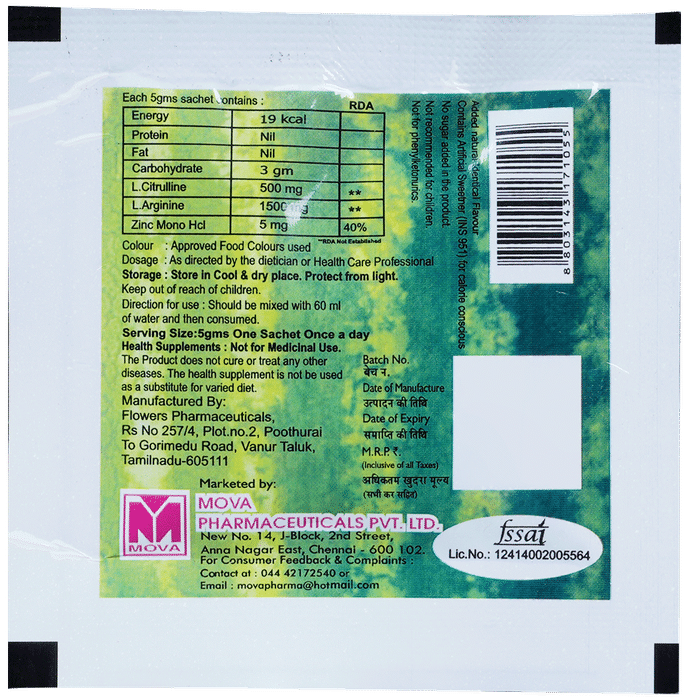 Each 5gms sachet contains :
RDA
Energy 19 kcal
Protein Nil
Fat Nil
Carbohydrate 3 gm
L.Citrulline 500 mg **
L.Arginine 1500 mg **
Zinc Mono Hcl 5 mg 40%
**RDA Not Established
Colour : Approved Food Colours used
Dosage : As directed by the dietician or Health Care Professional
Storage : Store in Cool & dry place. Protect from light.
Keep out of reach of children.
Direction for use : Should be mixed with 60 ml
of water and then consumed.
Serving Size:5gms One Sachet Once a day
Health Supplements : Not for Medicinal Use.
The Product does not cure or treat any other
diseases. The health supplement is not be used
as a substitute for varied diet.
Manufactured By:
Flowers Pharmaceuticals,
Rs No 257/4, Plot.no.2, Poothurai
To Gorimedu Road, Vanur Taluk,
Tamilnadu-605111
Batch No.
बेच न.
Date of Manufacture
उत्पादन की तिथि
Date of Expiry
समाप्ति की तिथि
M.R.P. ₹.
(Inclusive of all Taxes)
अधिकतम खुदरा मूल्य
(सभी कर सहित)
Marketed by:
MOVA
MOVA
PHARMACEUTICALS PVT. LTD.
New No. 14, J-Block, 2nd Street,
Anna Nagar East, Chennai - 600 102.
For Consumer Feedback & Complaints :
Contact at : 044 42172540 or
Email : movapharma@hotmail.com
fssai
Lic.No.: 12414002005564
Added natural identical Flavour
Contains Artifical Sweetner (INS 951) for calorie conscious
No sugar added in the product.
Not recommended for children.
Not for phenylketonurics.
8803143171055